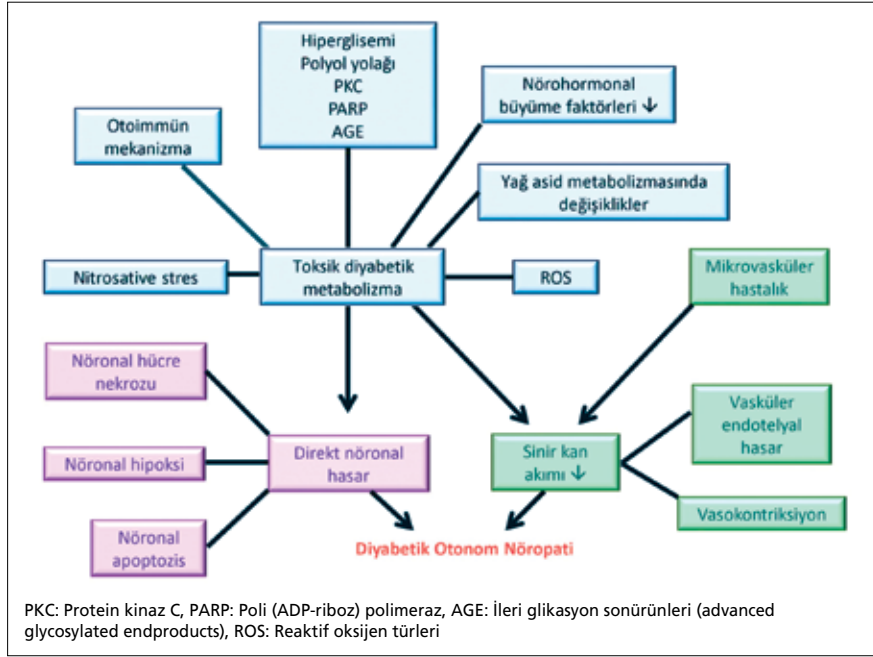 Hiperglisemi
Polyol yolağı
PKC
PARP
AGE
Nörohormonal
büyüme faktörleri ↓
Otoimmün
mekanizma
Yağ asid metabolizmasında
değişiklikler
Nitrosative stres
Toksik diyabetik
metabolizma
ROS
Mikrovasküler
hastalık
Nöronal hücre
nekrozu
Vasküler
endotelyal
hasar
Nöronal hipoksi
Direkt nöronal
hasar
Sinir kan
akımı ↓
Vasokontriksiyon
Nöronal
apoptozis
Diyabetik Otonom Nöropati
PKC: Protein kinaz C, PARP: Poli (ADP-riboz) polimeraz, AGE: İleri glikasyon sonürünleri (advanced
glycosylated endproducts), ROS: Reaktif oksijen türleri